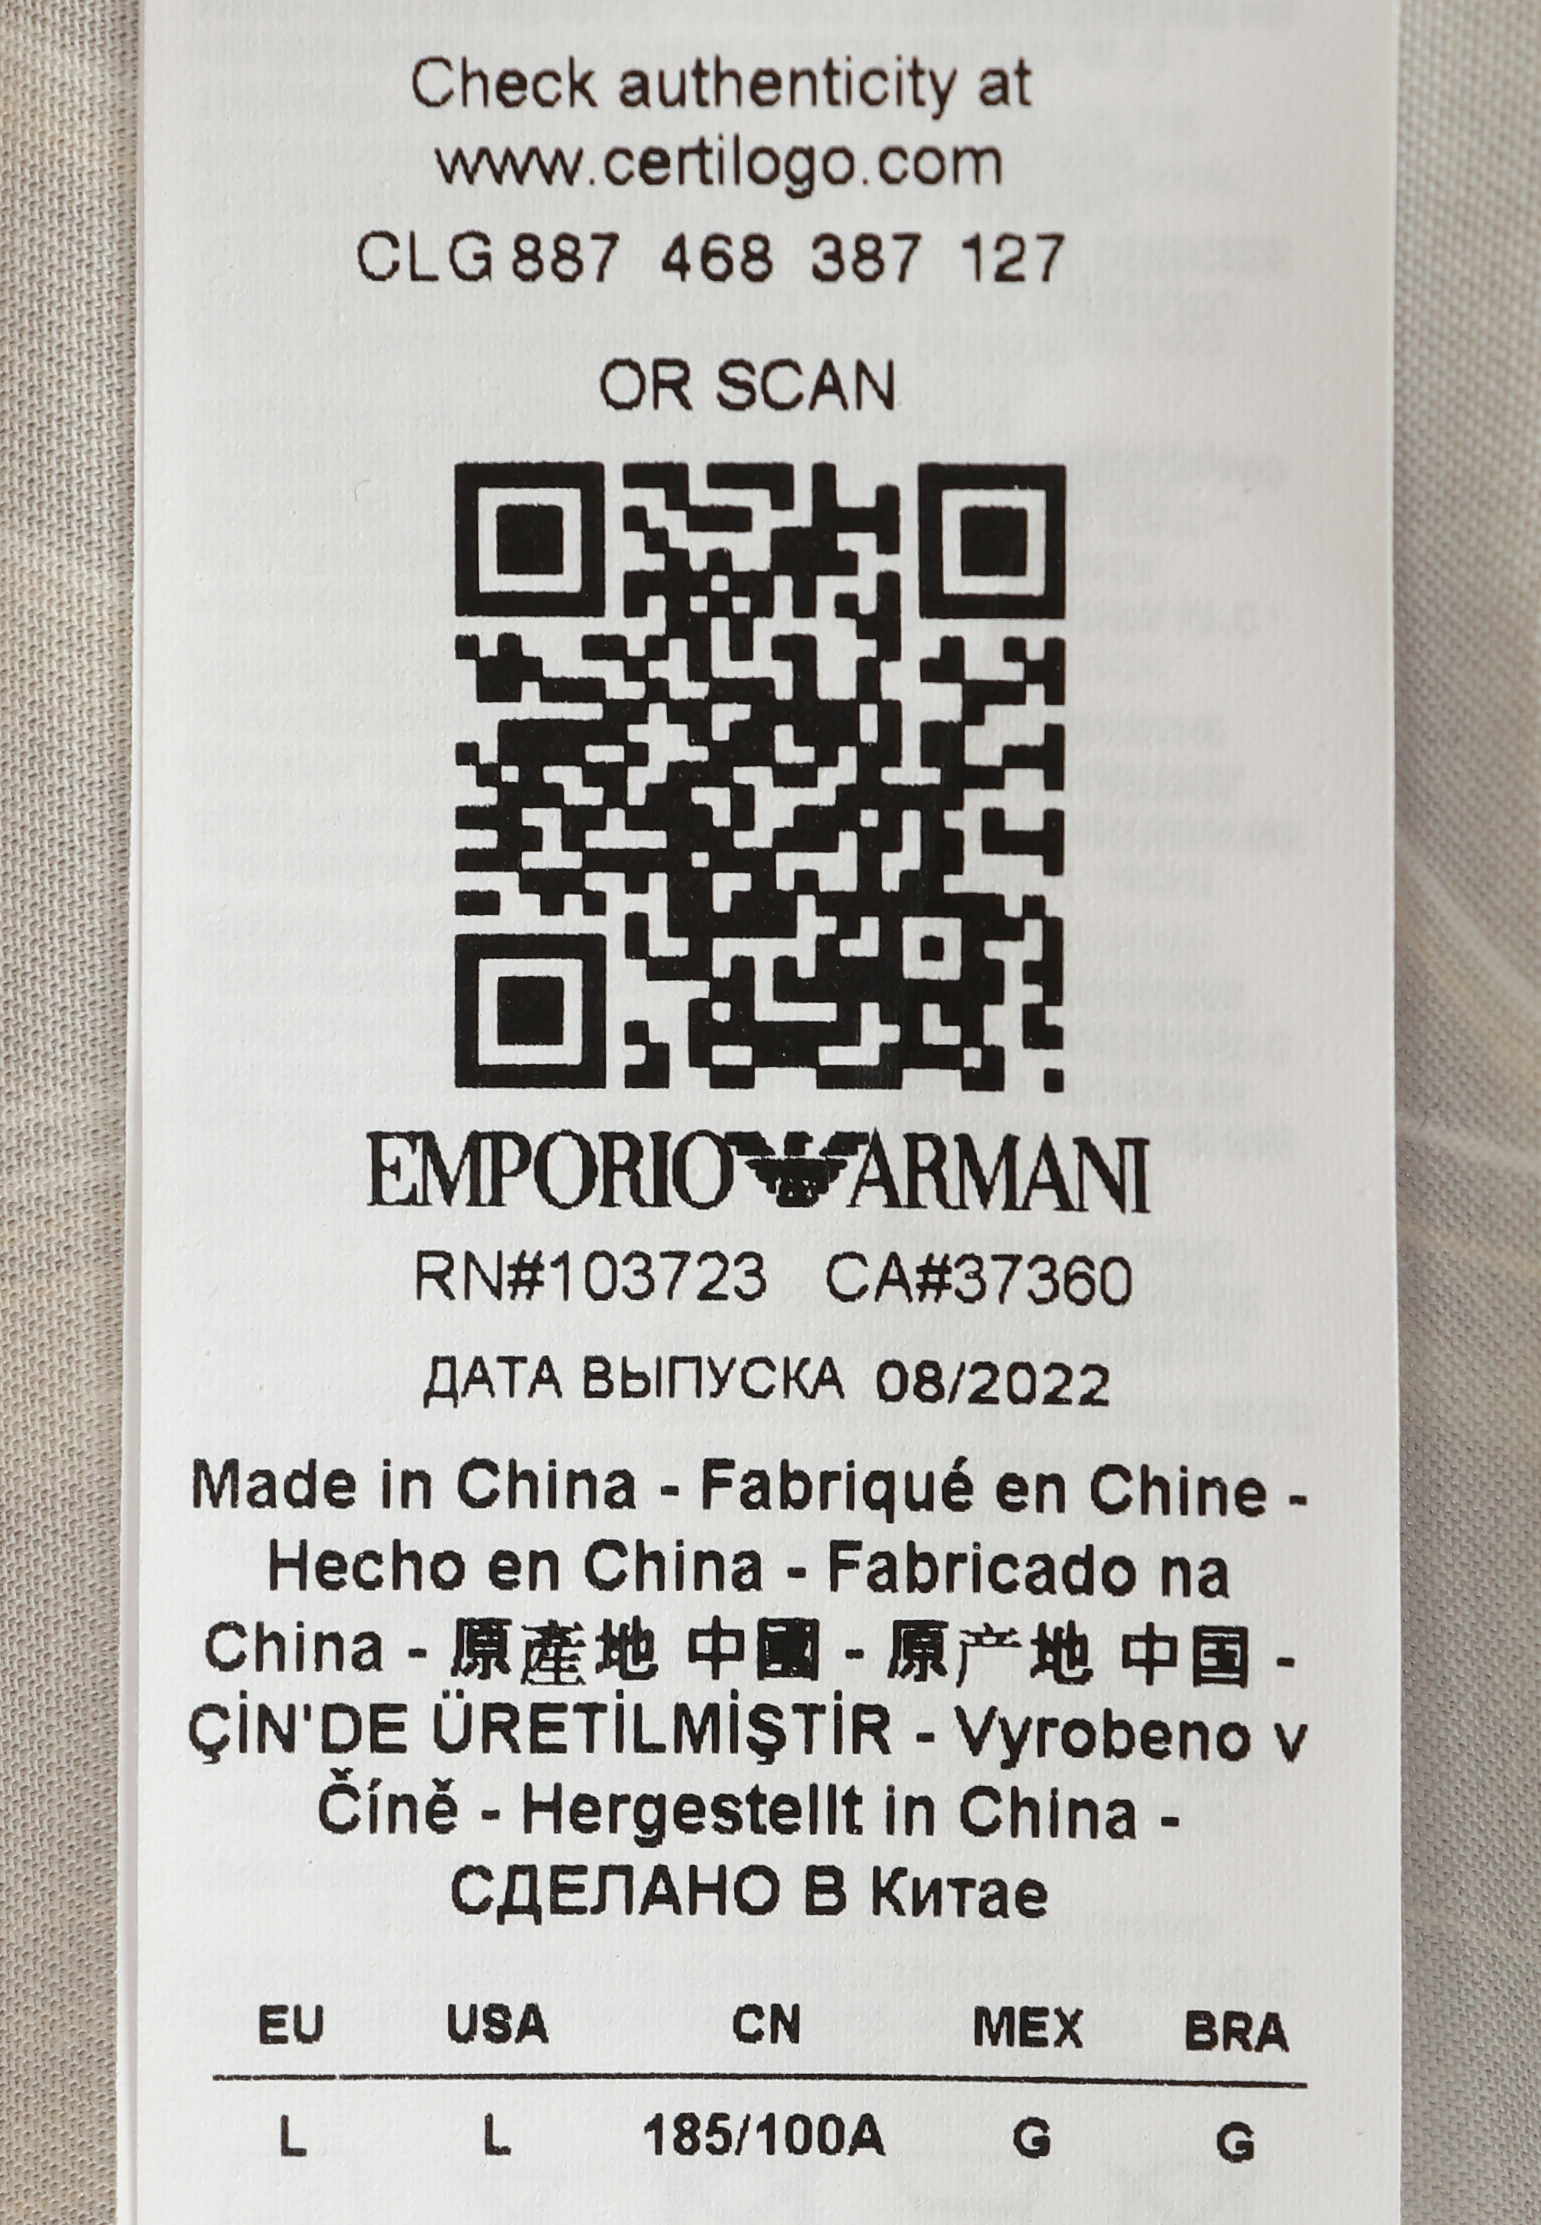 Check authenticity at
www.certilogo.com
CLG 887 468 387 127
OR SCAN
EMPORIO ARMANI
RN#103723 CA#37360
ДАТА ВЫПУСКА 08/2022
Made in China - Fabriqué en Chine -
Hecho en China - Fabricado na
China - 原產地 中國 - 原产地 中国 -
ÇİN'DE ÜRETİLMİŞTİR - Vyrobeno v
Číně - Hergestellt in China -
СДЕЛАНО В Китае
EU USA CN MEX BRA
L L 185/100A G G